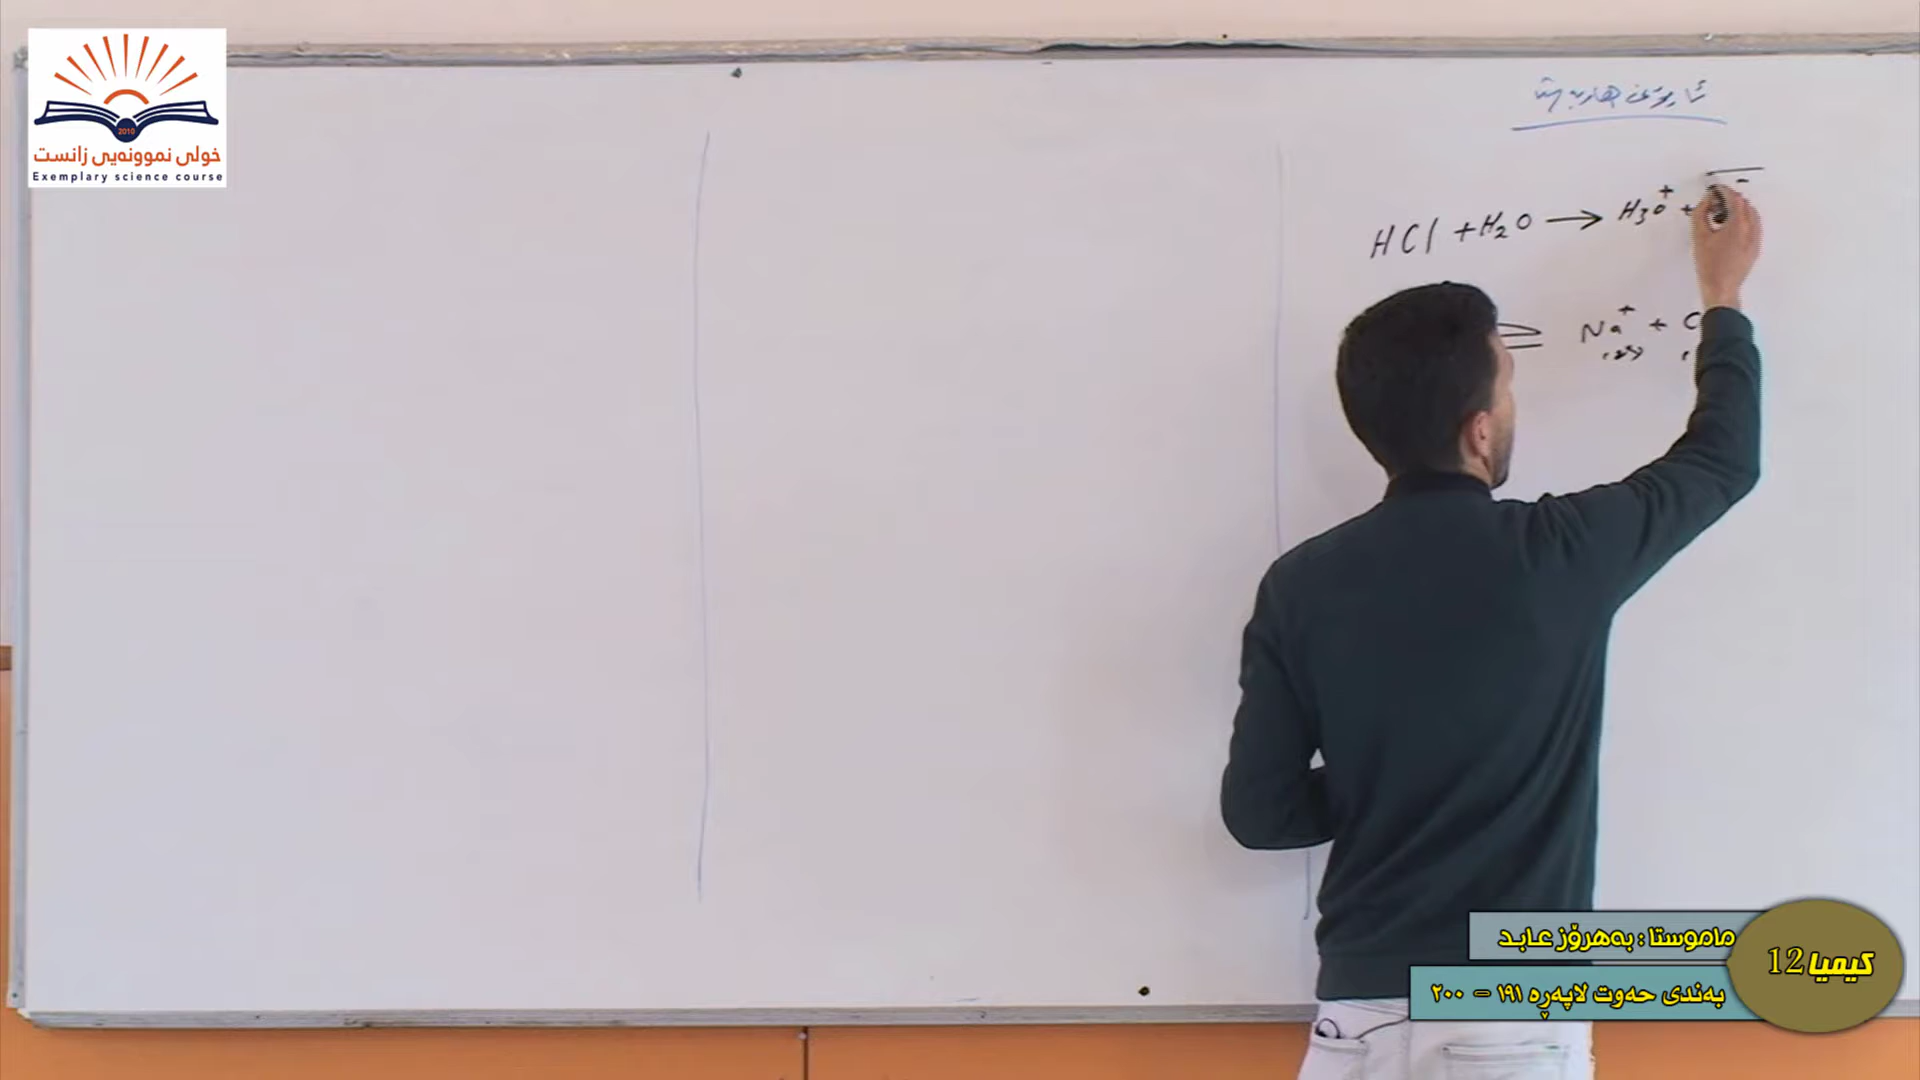 خولی نموونەیی زانست
Exemplary science course
2010
HCl + H₂O → H₃O⁺ +
Na⁺ + C
ماموستا : بەهرۆز عابد
بەندی حەوت لاپەڕە ١٩١ – ٢٠٠
كیمیا 12